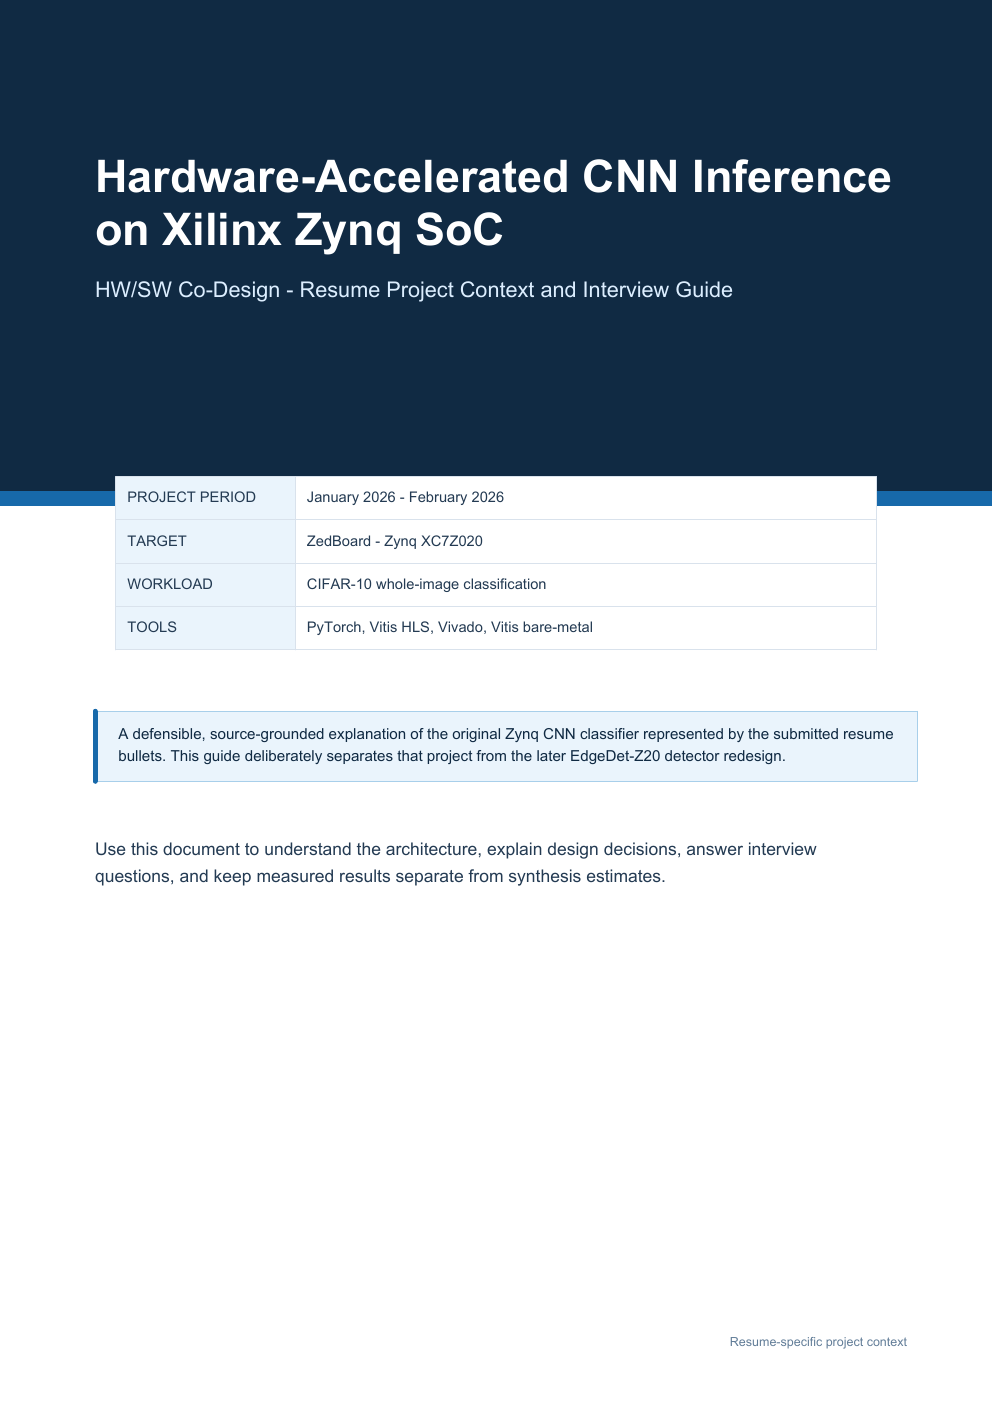 Hardware-Accelerated CNN Inference
on Xilinx Zynq SoC
HW/SW Co-Design - Resume Project Context and Interview Guide
PROJECT PERIOD January 2026 - February 2026
TARGET ZedBoard - Zynq XC7Z020
WORKLOAD CIFAR-10 whole-image classification
TOOLS PyTorch, Vitis HLS, Vivado, Vitis bare-metal
A defensible, source-grounded explanation of the original Zynq CNN classifier represented by the submitted resume
bullets. This guide deliberately separates that project from the later EdgeDet-Z20 detector redesign.
Use this document to understand the architecture, explain design decisions, answer interview
questions, and keep measured results separate from synthesis estimates.
Resume-specific project context